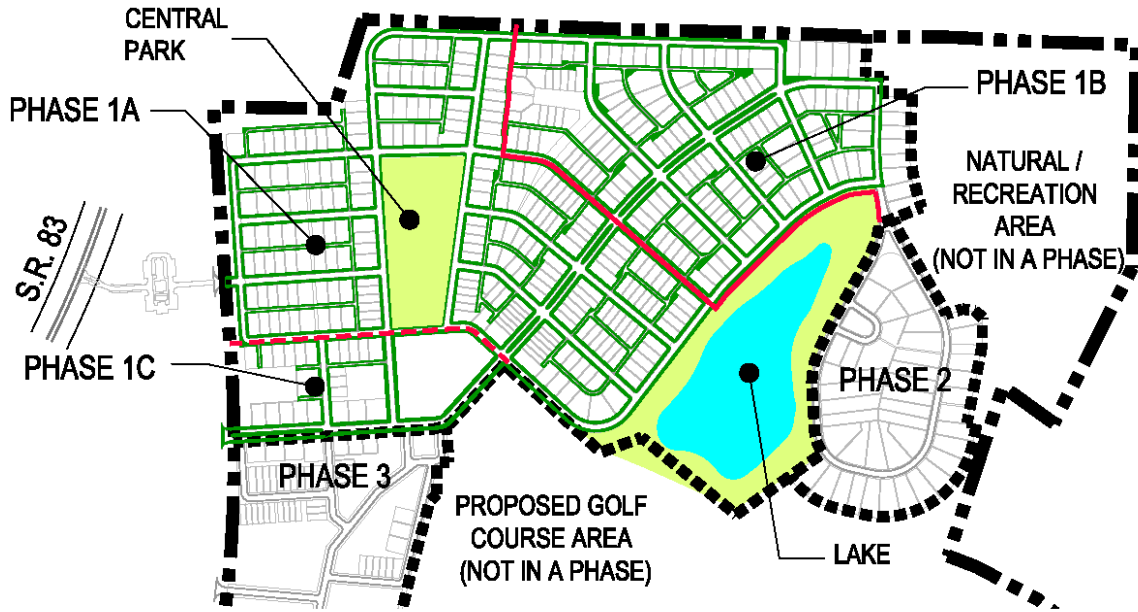 CENTRAL
PARK
PHASE 1A
PHASE 1B
NATURAL /
RECREATION
AREA
(NOT IN A PHASE)
S.R. 83
PHASE 1C
PHASE 2
PHASE 3
PROPOSED GOLF
COURSE AREA
(NOT IN A PHASE)
LAKE